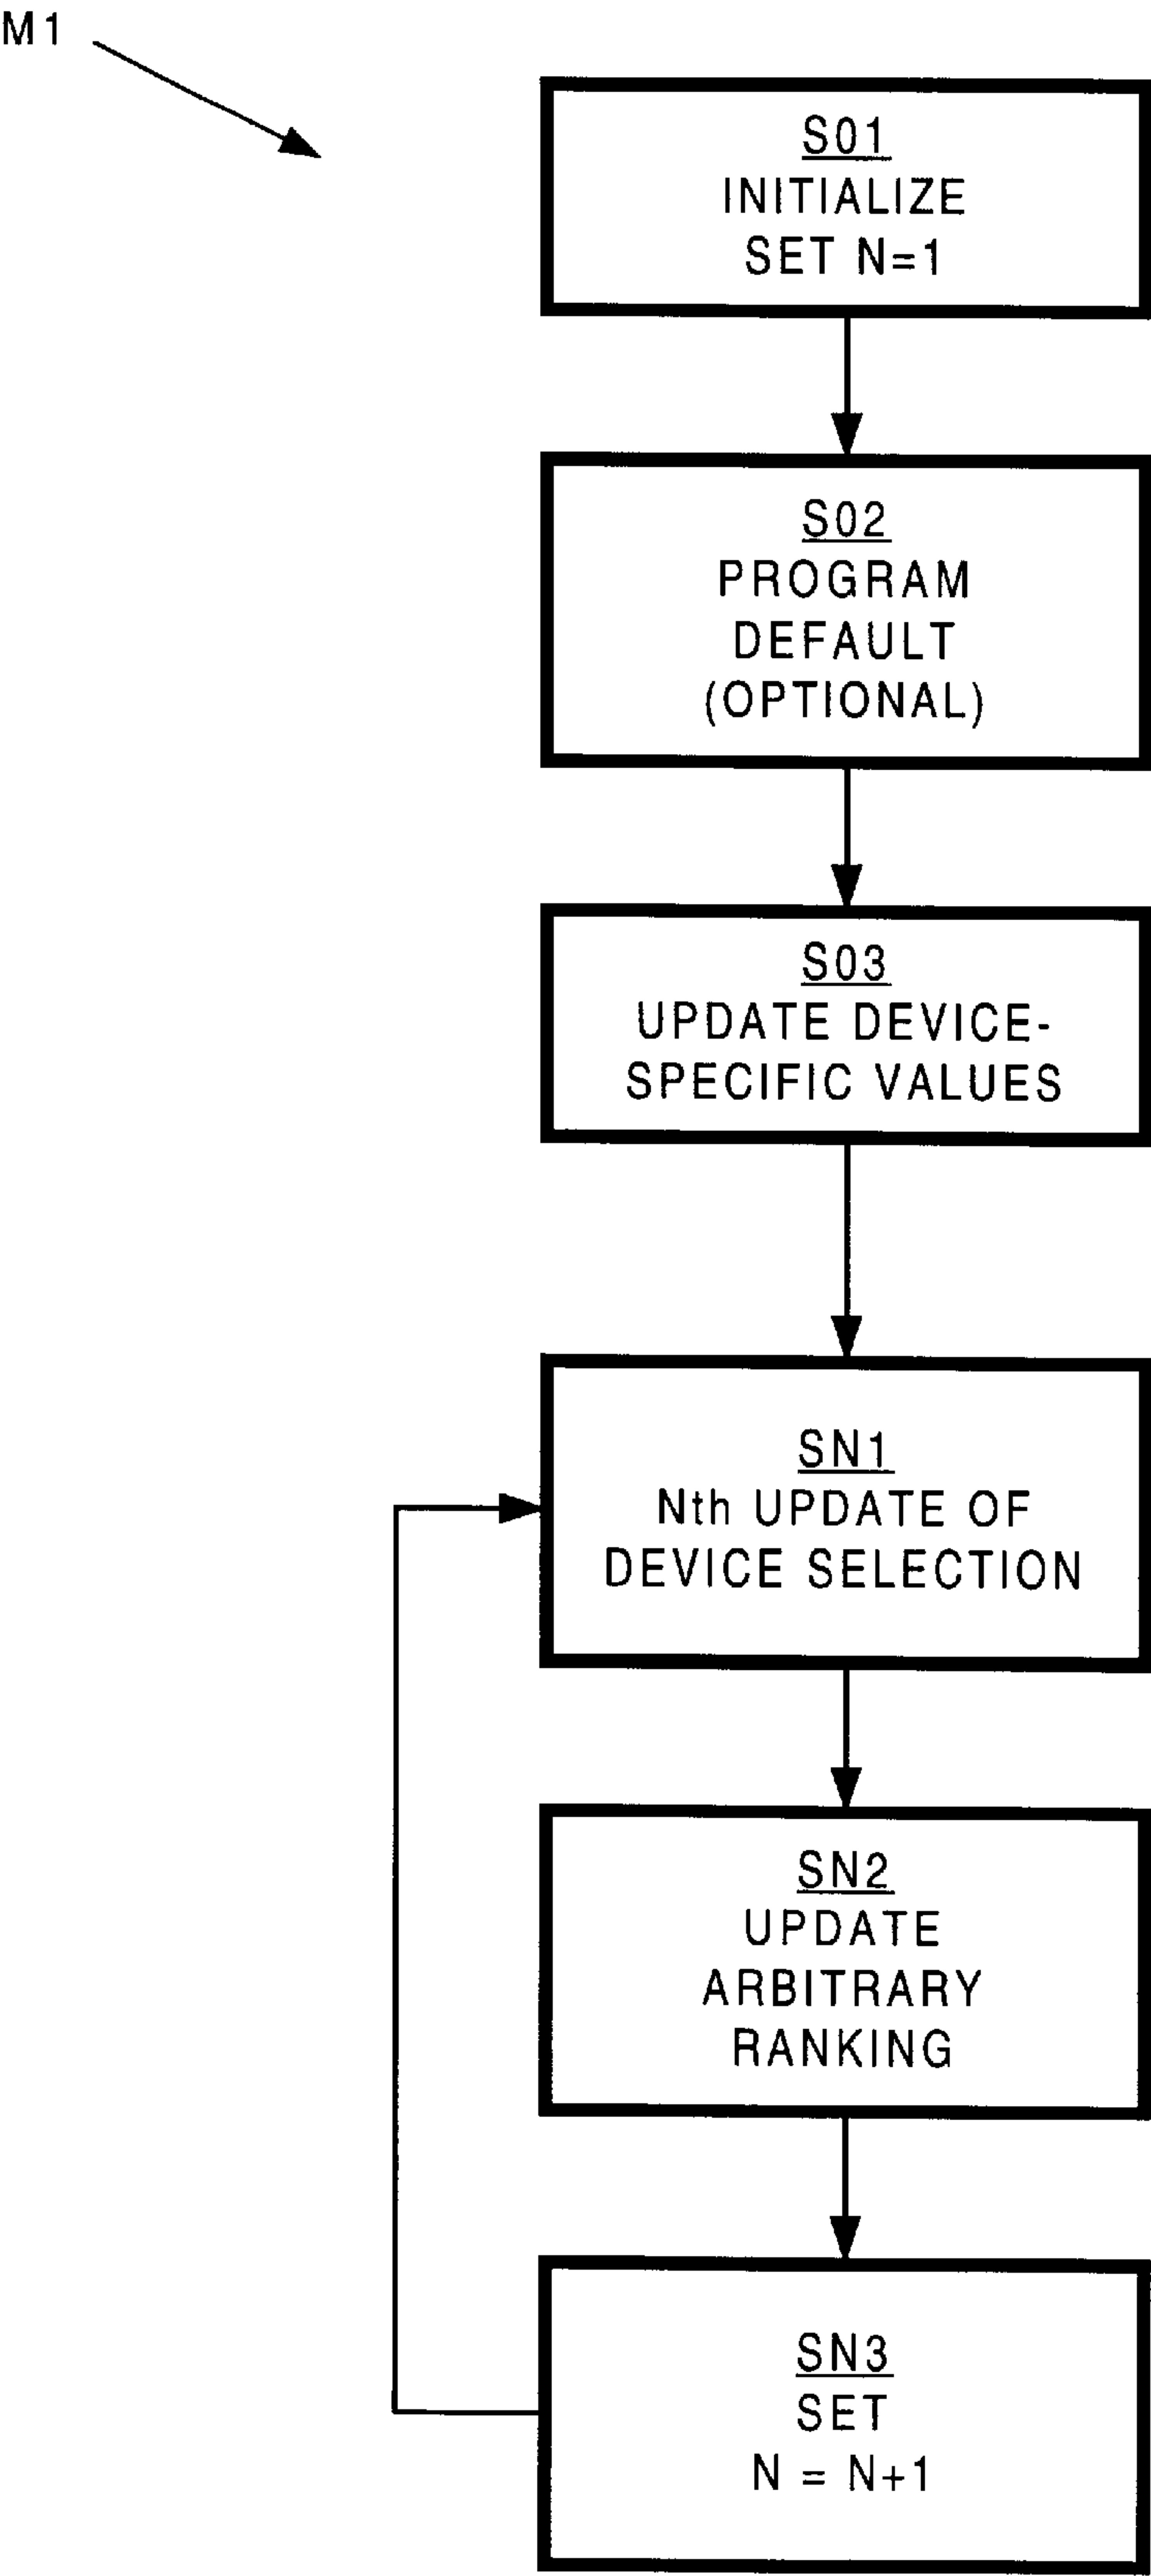 M1
S01
INITIALIZE
SET N=1
S02
PROGRAM
DEFAULT
(OPTIONAL)
S03
UPDATE DEVICE-
SPECIFIC VALUES
SN1
Nth UPDATE OF
DEVICE SELECTION
SN2
UPDATE
ARBITRARY
RANKING
SN3
SET
N = N+1